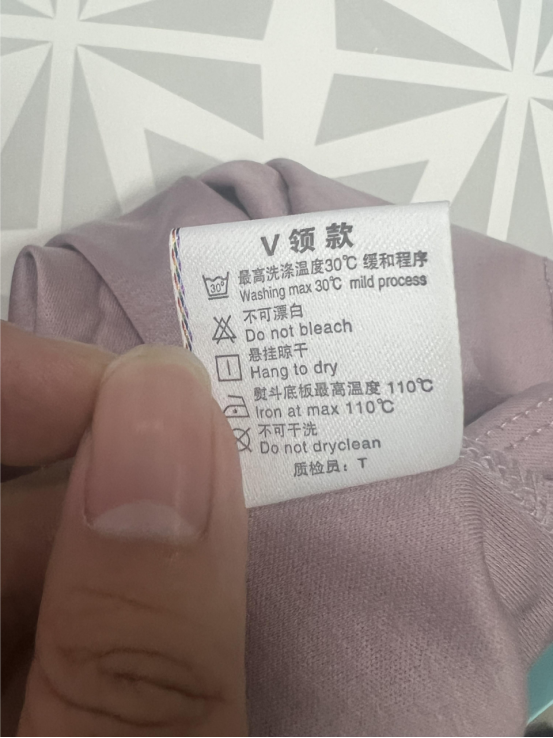 V领款
30°
最高洗涤温度30℃ 缓和程序
Washing max 30℃ mild process
不可漂白
Do not bleach
悬挂晾干
Hang to dry
熨斗底板最高温度 110℃
Iron at max 110℃
不可干洗
Do not dryclean
质检员：T